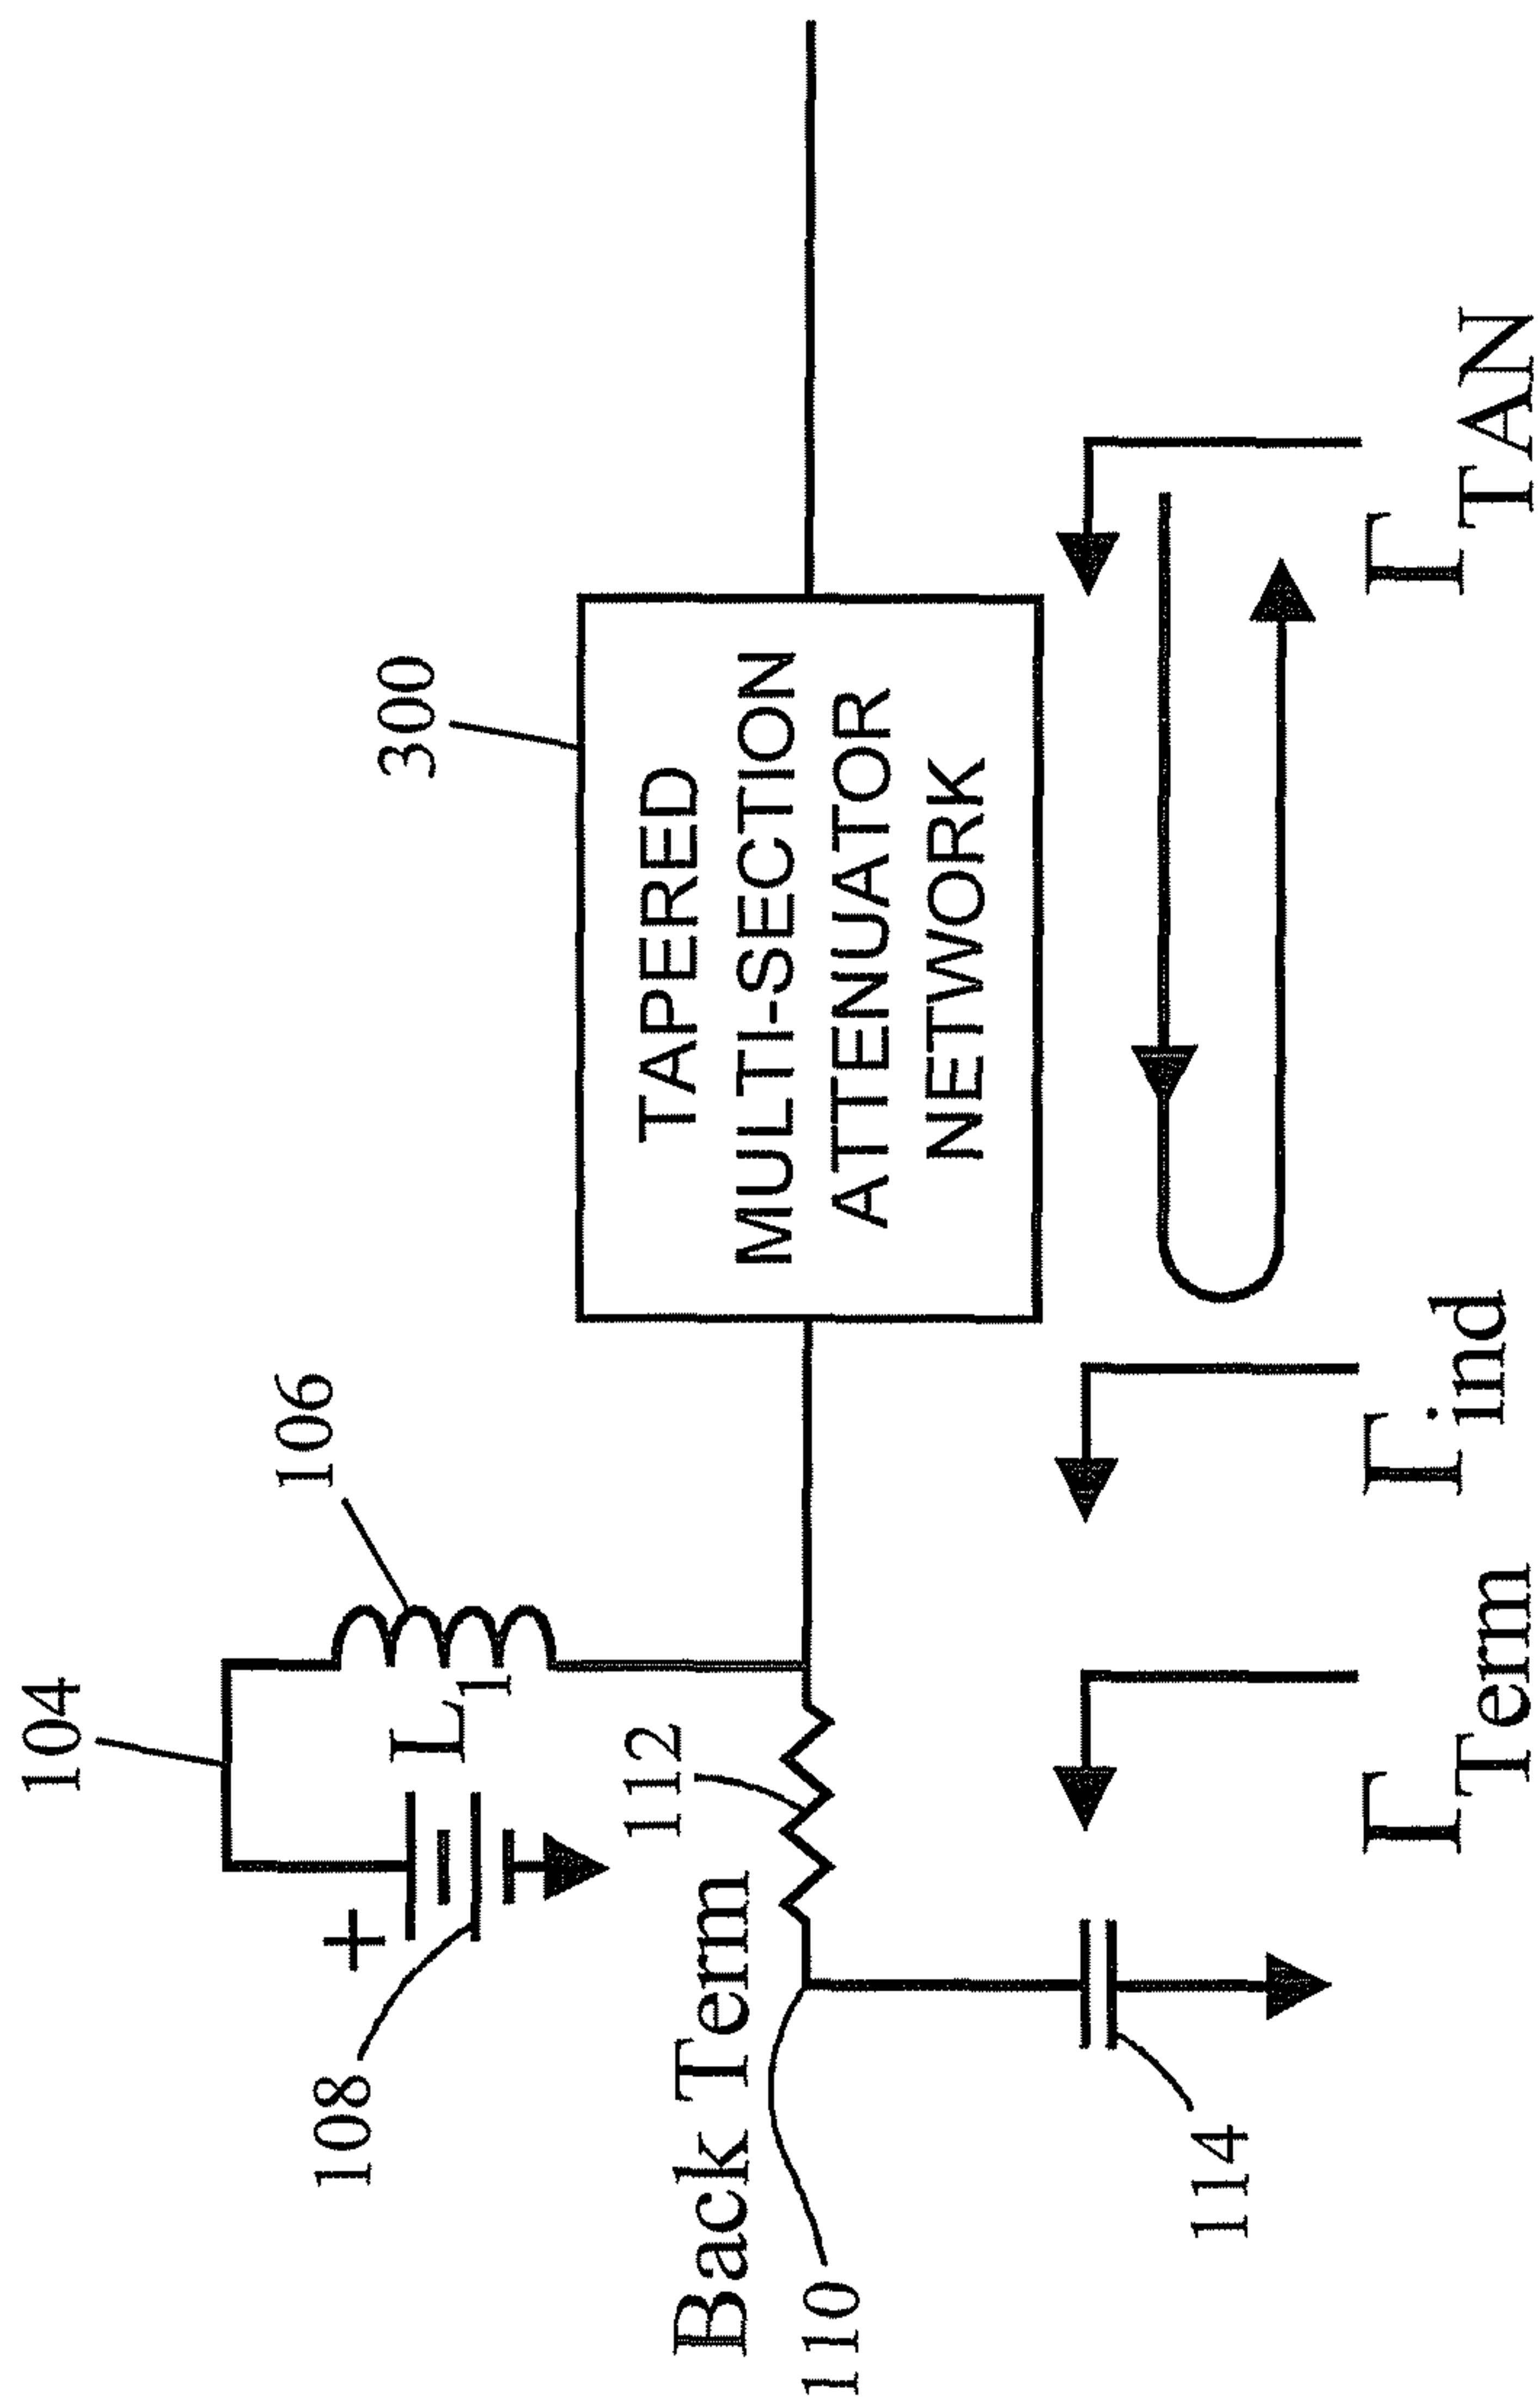 104
106
L1
+
108
300
112
Back Term
110
TAPERED
MULTI-SECTION
ATTENUATOR
NETWORK
114
ΓTerm
Γind
ΓTAN